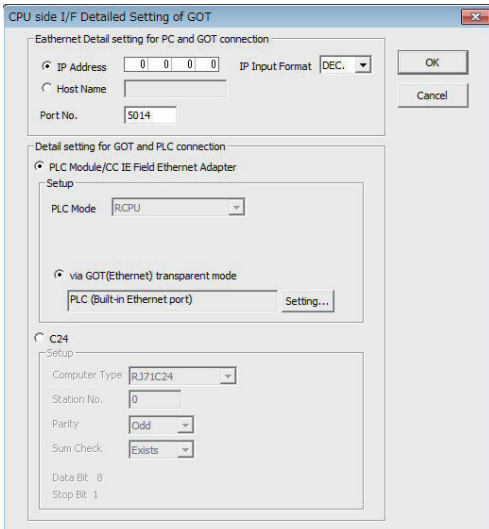 CPU side I/F Detailed Setting of GOT
Eathernet Detail setting for PC and GOT connection
IP Address 0 0 0 0 IP Input Format DEC.
OK
Host Name
Cancel
Port No. 5014
Detail setting for GOT and PLC connection
PLC Module/CC IE Field Ethernet Adapter
Setup
PLC Mode RCPU
via GOT(Ethernet) transparent mode
PLC (Built-in Ethernet port) Setting...
C24
Setup
Computer Type RJ71C24
Station No. 0
Parity Odd
Sum Check Exists
Data Bit 8
Stop Bit 1